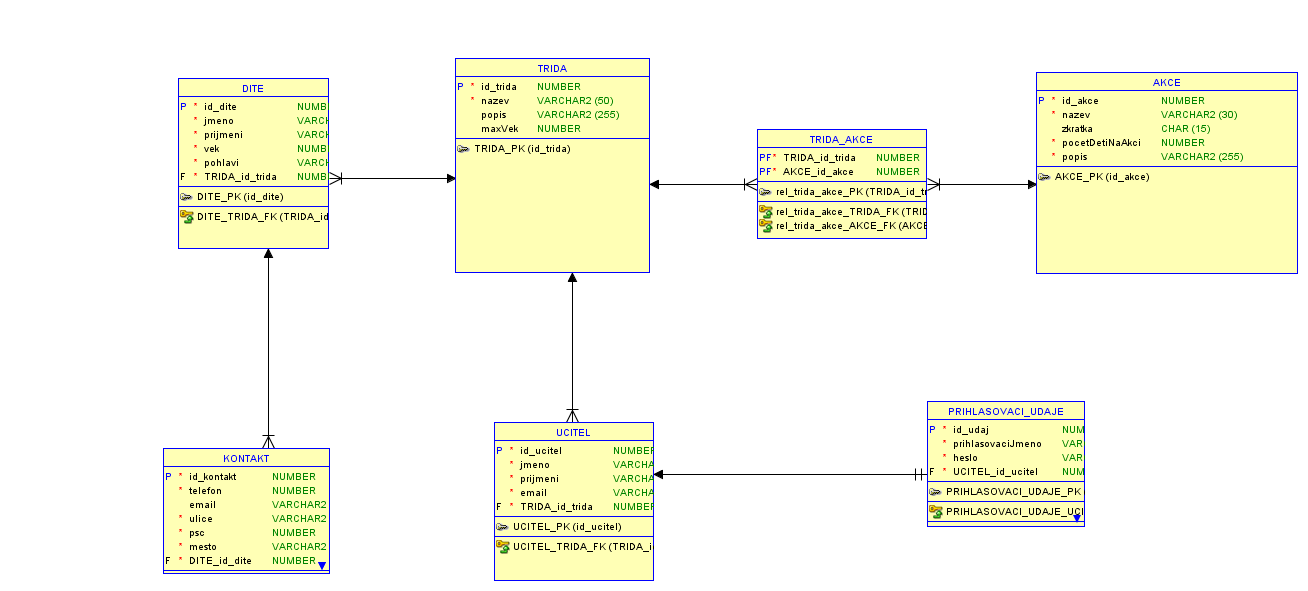 DITE
P * id_dite NUMB
* jmeno VARCH
* prijmeni VARCH
* vek NUMB
* pohlavi VARCH
F * TRIDA_id_trida NUMB
DITE_PK (id_dite)
DITE_TRIDA_FK (TRIDA_id
TRIDA
P * id_trida NUMBER
* nazev VARCHAR2 (50)
popis VARCHAR2 (255)
maxVek NUMBER
TRIDA_PK (id_trida)
TRIDA_AKCE
PF* TRIDA_id_trida NUMBER
PF* AKCE_id_akce NUMBER
rel_trida_akce_PK (TRIDA_id_tr
rel_trida_akce_TRIDA_FK (TRID
rel_trida_akce_AKCE_FK (AKCE
AKCE
P * id_akce NUMBER
* nazev VARCHAR2 (30)
zkratka CHAR (15)
* pocetDetiNaAkci NUMBER
* popis VARCHAR2 (255)
AKCE_PK (id_akce)
KONTAKT
P * id_kontakt NUMBER
* telefon NUMBER
email VARCHAR2
* ulice VARCHAR2
* psc NUMBER
* mesto VARCHAR2
F * DITE_id_dite NUMBER
UCITEL
P * id_ucitel NUMBER
* jmeno VARCHA
* prijmeni VARCHA
* email VARCHA
F * TRIDA_id_trida NUMBER
UCITEL_PK (id_ucitel)
UCITEL_TRIDA_FK (TRIDA_i
PRIHLASOVACI_UDAJE
P * id_udaj NUM
* prihlasovaciJmeno VAR
* heslo VAR
F * UCITEL_id_ucitel NUM
PRIHLASOVACI_UDAJE_PK
PRIHLASOVACI_UDAJE_UCI